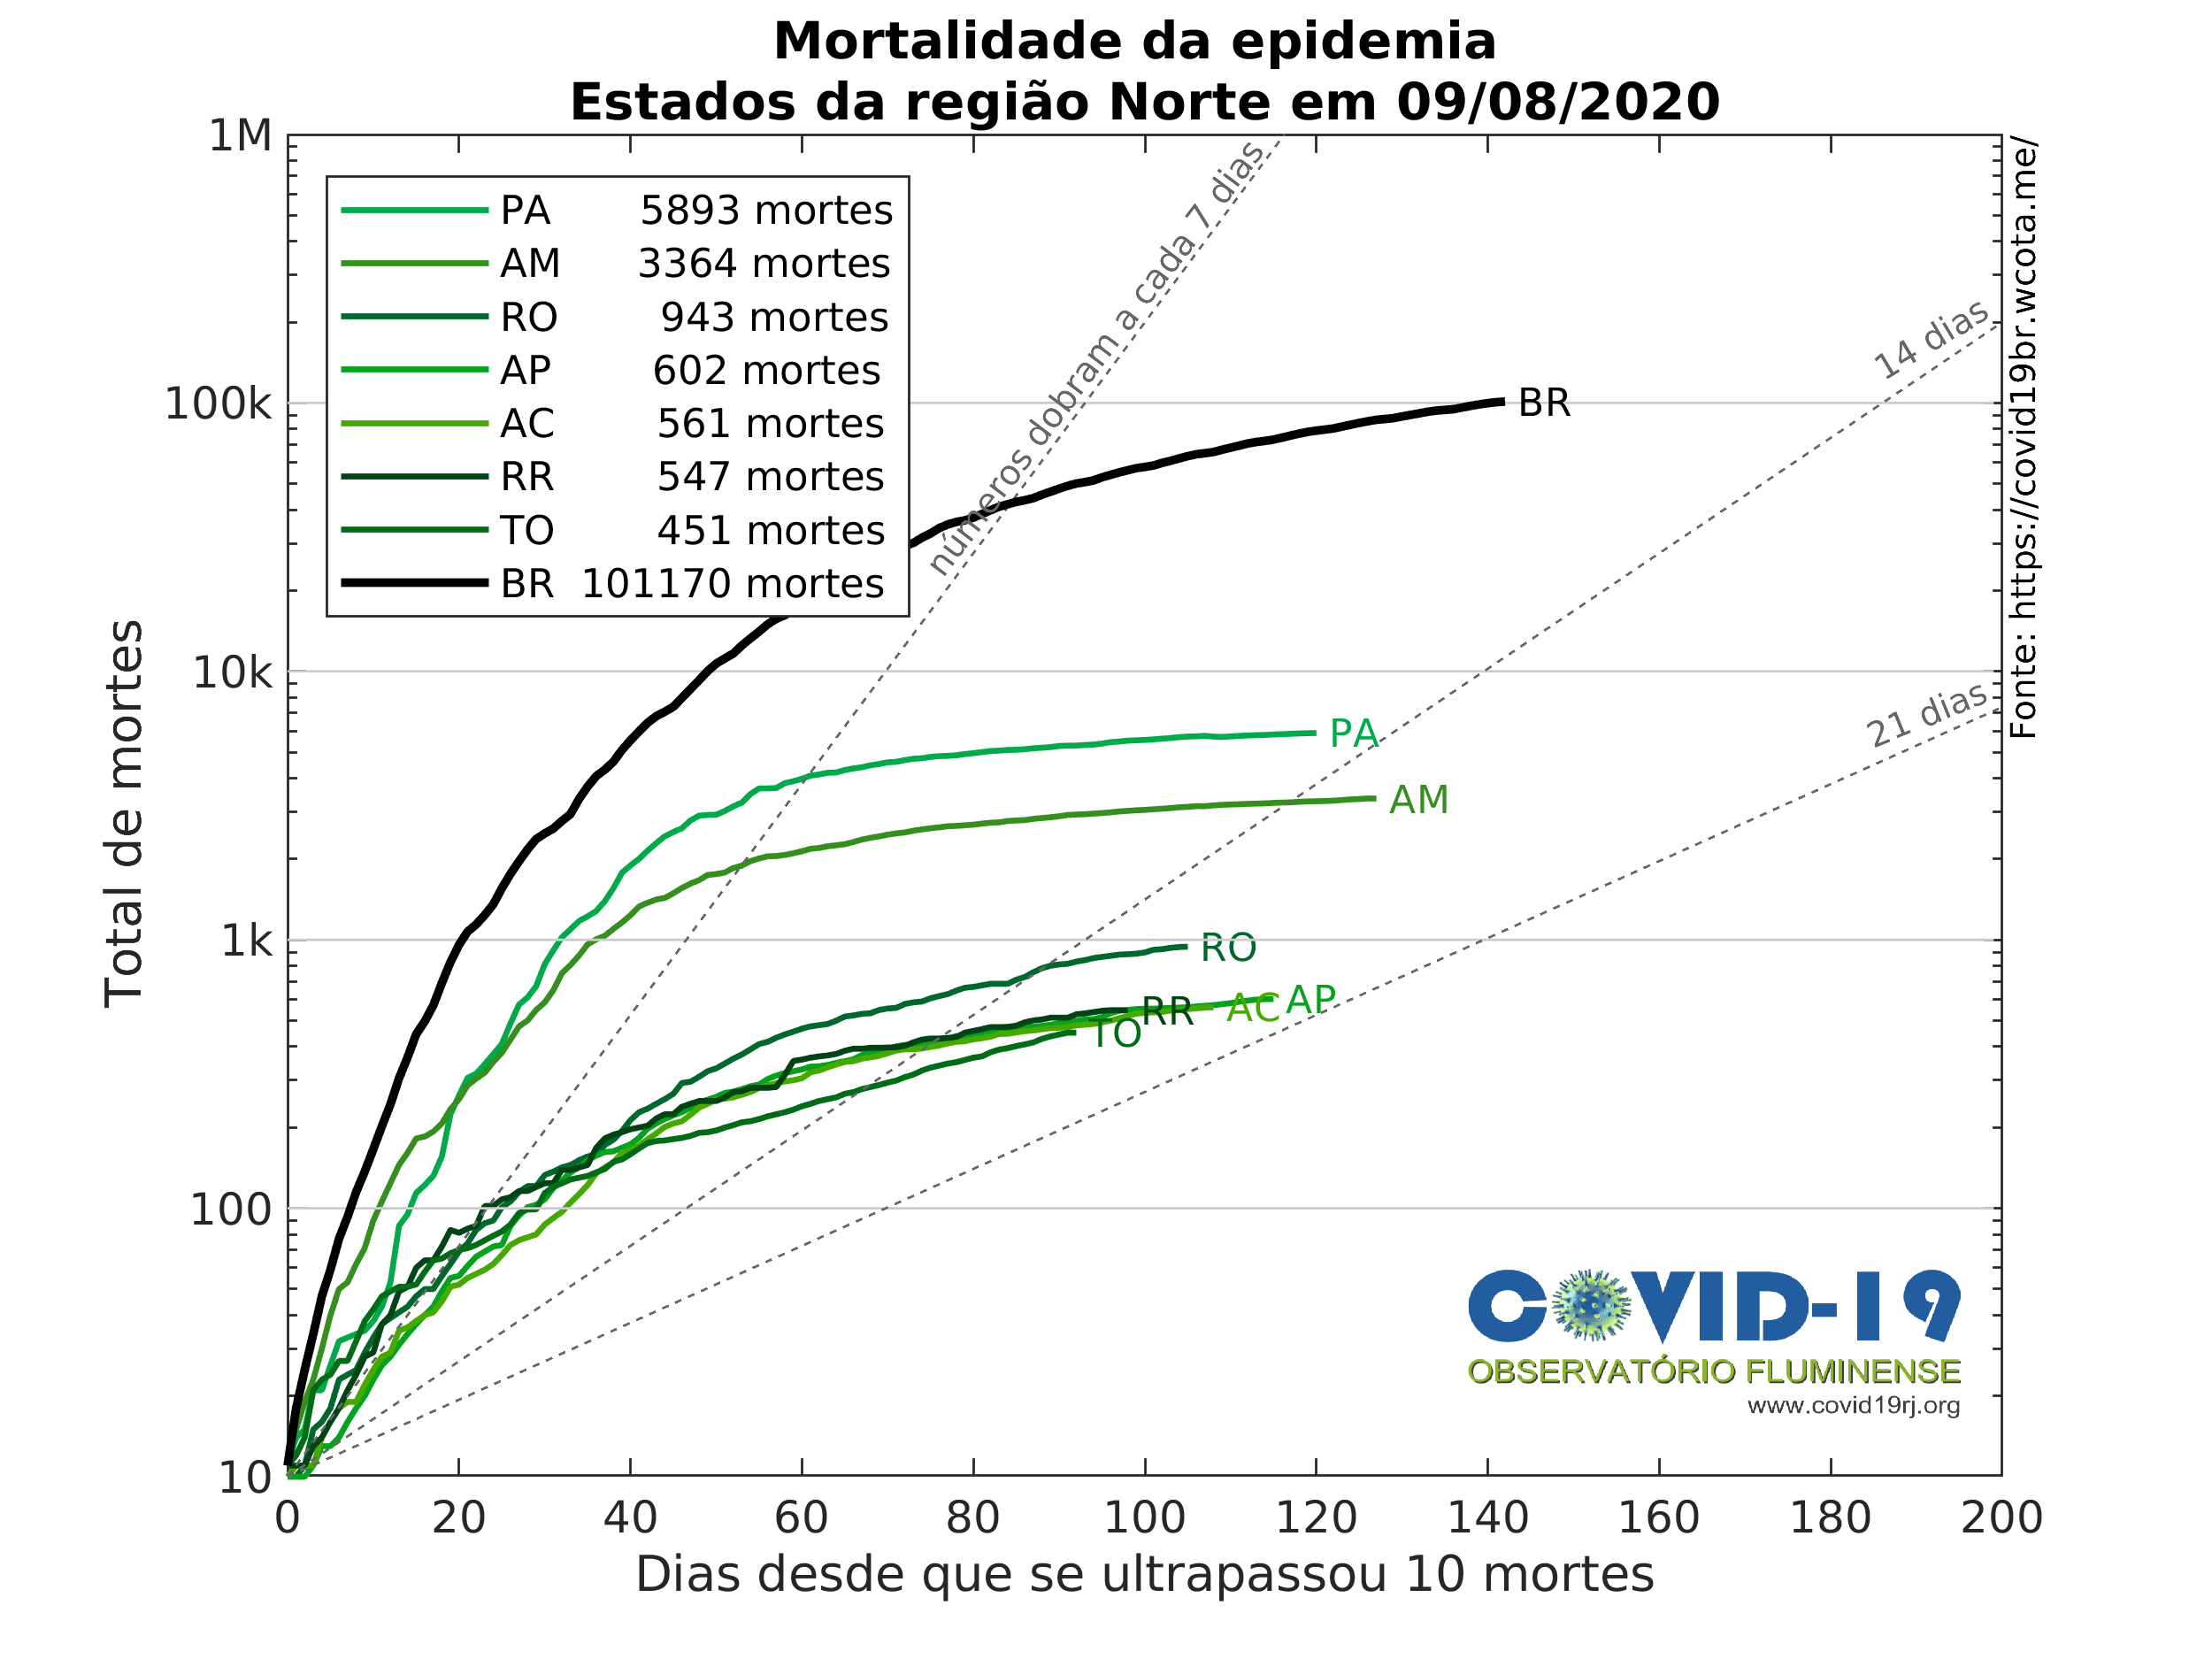 Mortalidade da epidemia
Estados da região Norte em 09/08/2020
1M
100k
10k
1k
100
10
Total de mortes
PA 5893 mortes
AM 3364 mortes
RO 943 mortes
AP 602 mortes
AC 561 mortes
RR 547 mortes
TO 451 mortes
BR 101170 mortes
números dobram a cada 7 dias
14 dias
21 dias
BR
PA
AM
RO
RR
AC
AP
TO
Fonte: https://covid19br.wcota.me/
COVID-19
OBSERVATÓRIO FLUMINENSE
www.covid19rj.org
0 20 40 60 80 100 120 140 160 180 200
Dias desde que se ultrapassou 10 mortes